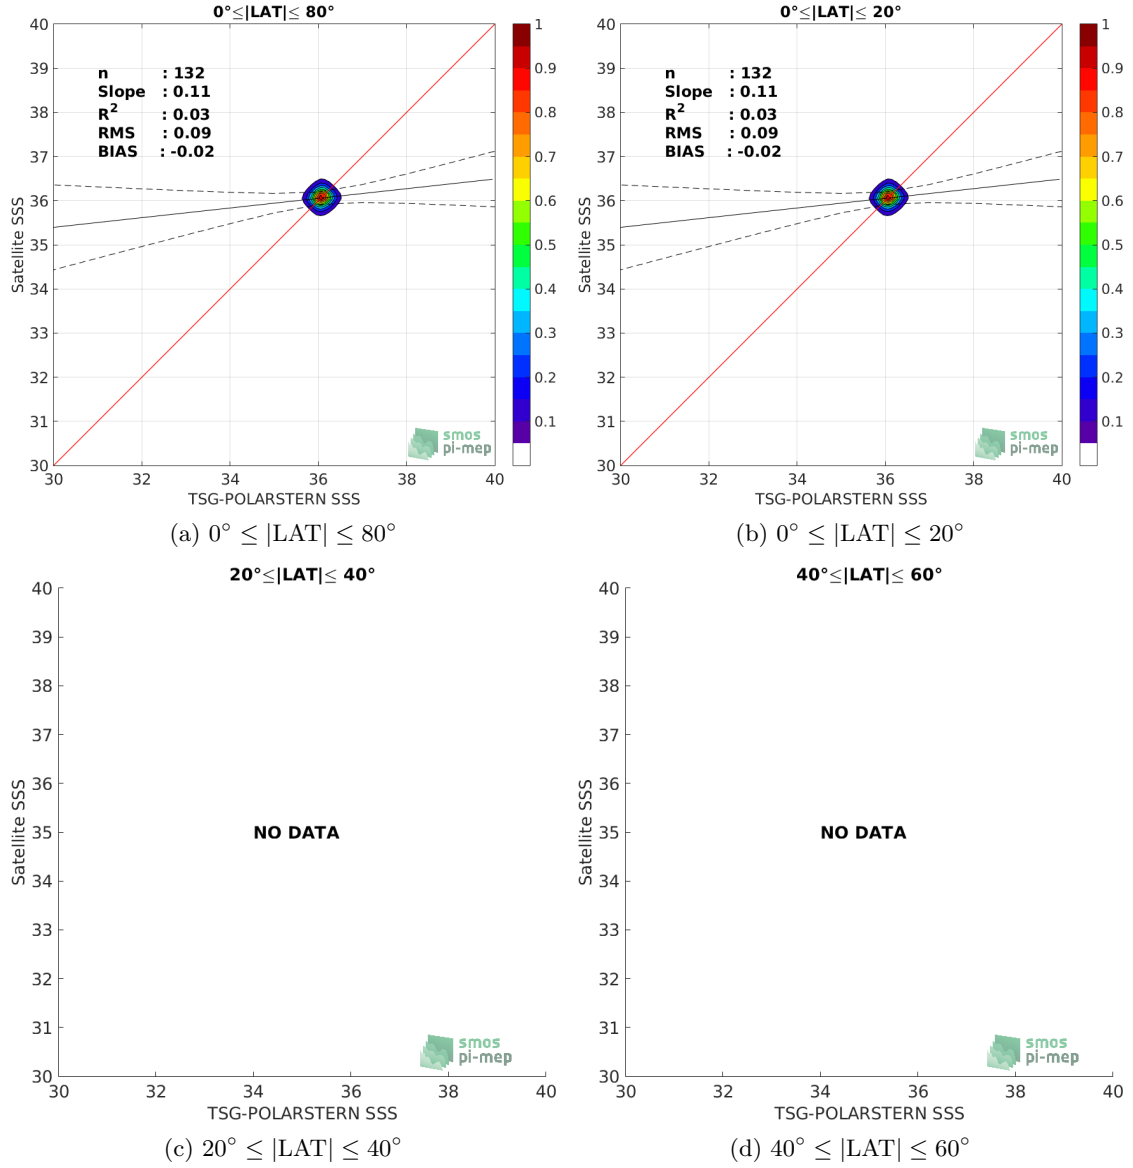 0°≤|LAT|≤ 80°
40
39
38
37
36
35
34
33
32
31
30
30
32
34
36
38
40
Satellite SSS
TSG-POLARSTERN SSS
n : 132
Slope : 0.11
R² : 0.03
RMS : 0.09
BIAS : -0.02
smos
pi-mep
1
0.9
0.8
0.7
0.6
0.5
0.4
0.3
0.2
0.1
(a) 0° ≤ |LAT| ≤ 80°
0°≤|LAT|≤ 20°
40
39
38
37
36
35
34
33
32
31
30
30
32
34
36
38
40
Satellite SSS
TSG-POLARSTERN SSS
n : 132
Slope : 0.11
R² : 0.03
RMS : 0.09
BIAS : -0.02
smos
pi-mep
1
0.9
0.8
0.7
0.6
0.5
0.4
0.3
0.2
0.1
(b) 0° ≤ |LAT| ≤ 20°
20°≤|LAT|≤ 40°
40
39
38
37
36
35
34
33
32
31
30
30
32
34
36
38
40
Satellite SSS
TSG-POLARSTERN SSS
NO DATA
smos
pi-mep
(c) 20° ≤ |LAT| ≤ 40°
40°≤|LAT|≤ 60°
40
39
38
37
36
35
34
33
32
31
30
30
32
34
36
38
40
Satellite SSS
TSG-POLARSTERN SSS
NO DATA
smos
pi-mep
(d) 40° ≤ |LAT| ≤ 60°